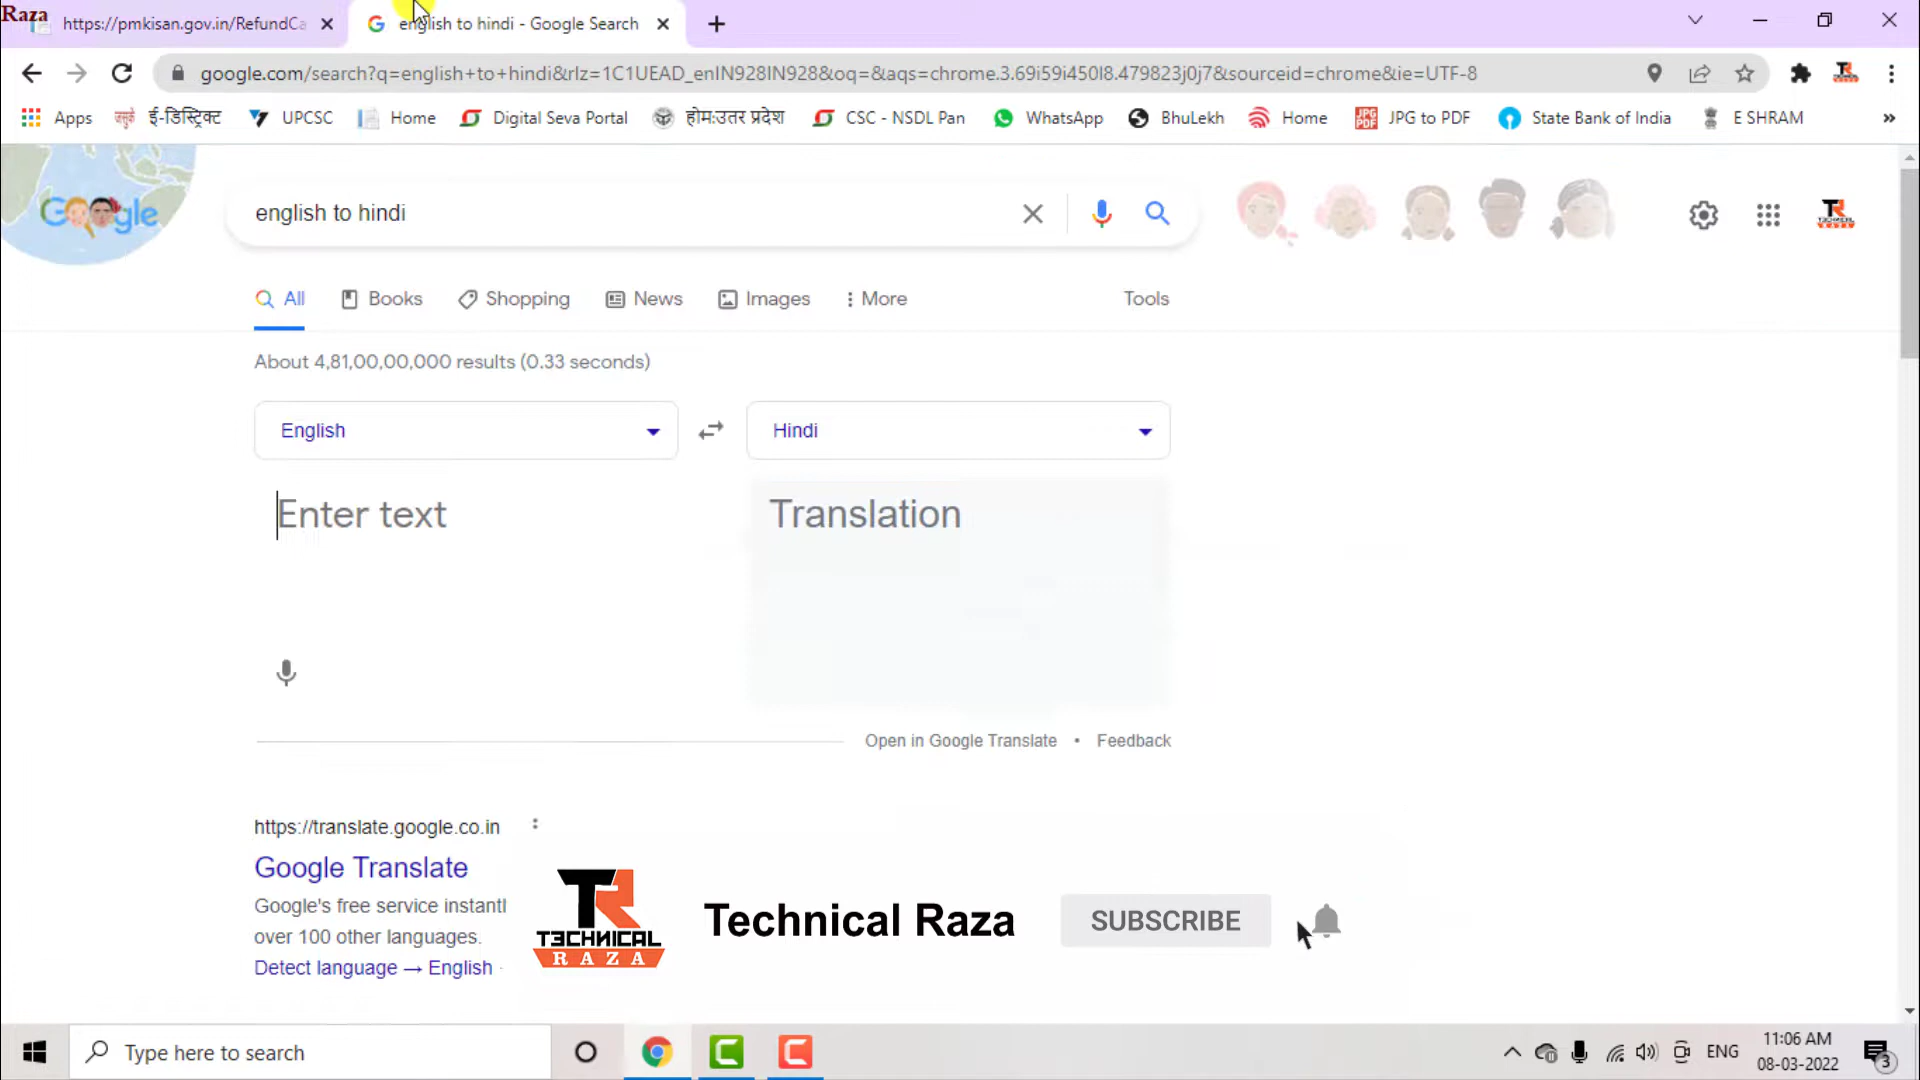 Raza
https://pmkisan.gov.in/RefundCa
english to hindi - Google Search
google.com/search?q=english+to+hindi&rlz=1C1UEAD_enIN928IN928&oq=&aqs=chrome.3.69i59i450l8.479823j0j7&sourceid=chrome&ie=UTF-8
Apps ई-डिस्ट्रिक्ट UPCSC Home Digital Seva Portal होम:उतर प्रदेश CSC - NSDL Pan WhatsApp BhuLekh Home JPG to PDF State Bank of India E SHRAM »
Google
english to hindi
TECHNICAL RAZA
All Books Shopping News Images More Tools
About 4,81,00,00,000 results (0.33 seconds)
English Hindi
Enter text Translation
Open in Google Translate • Feedback
https://translate.google.co.in
Google Translate
Google's free service instantl
over 100 other languages.
Detect language → English
TR
TECHNICAL
RAZA
Technical Raza SUBSCRIBE
Type here to search
ENG
11:06 AM
08-03-2022
3